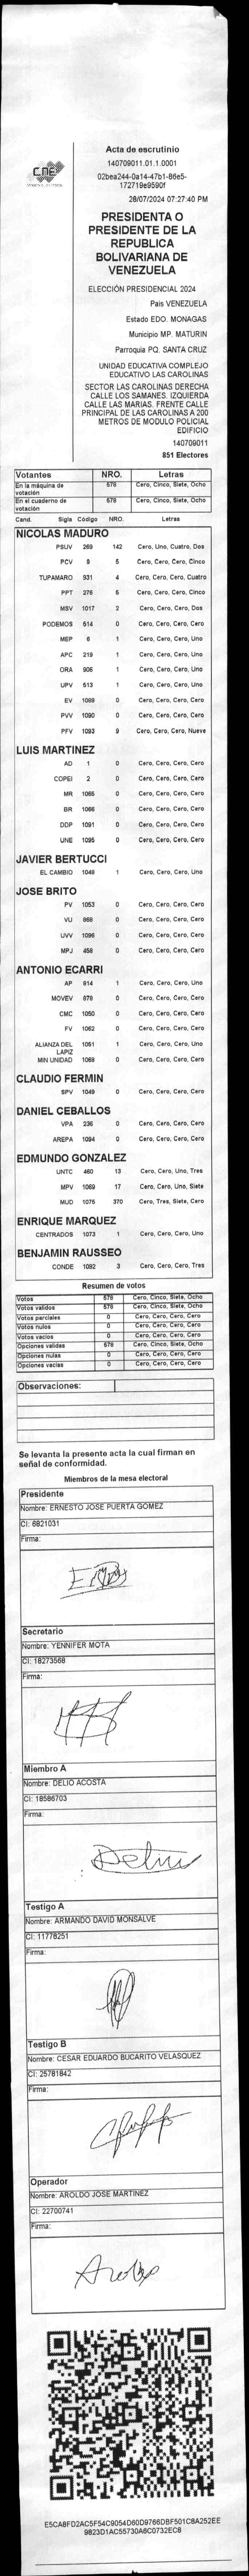 CNE
Acta de escrutinio
140709011.01.1.0001
02bea244-0a14-47b1-86e5-
172719e9590f
28/07/2024 07:27:40 PM
PRESIDENTA O
PRESIDENTE DE LA
REPUBLICA
BOLIVARIANA DE
VENEZUELA
ELECCIÓN PRESIDENCIAL 2024
Pais VENEZUELA
Estado EDO. MONAGAS
Municipio MP. MATURIN
Parroquia PQ. SANTA CRUZ
UNIDAD EDUCATIVA COMPLEJO
EDUCATIVO LAS CAROLINAS
SECTOR LAS CAROLINAS DERECHA
CALLE LOS SAMANES. IZQUIERDA
CALLE LAS MARIAS. FRENTE CALLE
PRINCIPAL DE LAS CAROLINAS A 200
METROS DE MODULO POLICIAL
EDIFICIO
140709011
851 Electores
Votantes NRO. Letras
En la máquina de votación 578 Cero, Cinco, Siete, Ocho
En el cuaderno de votación 578 Cero, Cinco, Siete, Ocho
Cand. Sigla Código NRO. Letras
NICOLAS MADURO
PSUV 269 142 Cero, Uno, Cuatro, Dos
PCV 9 5 Cero, Cero, Cero, Cinco
TUPAMARO 931 4 Cero, Cero, Cero, Cuatro
PPT 276 5 Cero, Cero, Cero, Cinco
MSV 1017 2 Cero, Cero, Cero, Dos
PODEMOS 514 0 Cero, Cero, Cero, Cero
MEP 6 1 Cero, Cero, Cero, Uno
APC 219 1 Cero, Cero, Cero, Uno
ORA 906 1 Cero, Cero, Cero, Uno
UPV 513 1 Cero, Cero, Cero, Uno
EV 1089 0 Cero, Cero, Cero, Cero
PVV 1090 0 Cero, Cero, Cero, Cero
PFV 1093 9 Cero, Cero, Cero, Nueve
LUIS MARTINEZ
AD 1 0 Cero, Cero, Cero, Cero
COPEI 2 0 Cero, Cero, Cero, Cero
MR 1065 0 Cero, Cero, Cero, Cero
BR 1066 0 Cero, Cero, Cero, Cero
DDP 1091 0 Cero, Cero, Cero, Cero
UNE 1095 0 Cero, Cero, Cero, Cero
JAVIER BERTUCCI
EL CAMBIO 1048 1 Cero, Cero, Cero, Uno
JOSE BRITO
PV 1053 0 Cero, Cero, Cero, Cero
VU 868 0 Cero, Cero, Cero, Cero
UVV 1096 0 Cero, Cero, Cero, Cero
MPJ 458 0 Cero, Cero, Cero, Cero
ANTONIO ECARRI
AP 814 1 Cero, Cero, Cero, Uno
MOVEV 878 0 Cero, Cero, Cero, Cero
CMC 1050 0 Cero, Cero, Cero, Cero
FV 1062 0 Cero, Cero, Cero, Cero
ALIANZA DEL LAPIZ 1051 1 Cero, Cero, Cero, Uno
MIN UNIDAD 1068 0 Cero, Cero, Cero, Cero
CLAUDIO FERMIN
SPV 1049 0 Cero, Cero, Cero, Cero
DANIEL CEBALLOS
VPA 236 0 Cero, Cero, Cero, Cero
AREPA 1094 0 Cero, Cero, Cero, Cero
EDMUNDO GONZALEZ
UNTC 460 13 Cero, Cero, Uno, Tres
MPV 1069 17 Cero, Cero, Uno, Siete
MUD 1075 370 Cero, Tres, Siete, Cero
ENRIQUE MARQUEZ
CENTRADOS 1073 1 Cero, Cero, Cero, Uno
BENJAMIN RAUSSEO
CONDE 1092 3 Cero, Cero, Cero, Tres
Resumen de votos
Votos 578 Cero, Cinco, Siete, Ocho
Votos validos 578 Cero, Cinco, Siete, Ocho
Votos parciales 0 Cero, Cero, Cero, Cero
Votos nulos 0 Cero, Cero, Cero, Cero
Votos vacios 0 Cero, Cero, Cero, Cero
Opciones validas 578 Cero, Cinco, Siete, Ocho
Opciones nulas 0 Cero, Cero, Cero, Cero
Opciones vacias 0 Cero, Cero, Cero, Cero
Observaciones:
Se levanta la presente acta la cual firman en
señal de conformidad.
Miembros de la mesa electoral
Presidente
Nombre: ERNESTO JOSE PUERTA GOMEZ
CI: 6821031
Firma:
Secretario
Nombre: YENNIFER MOTA
CI: 18273568
Firma:
Miembro A
Nombre: DELIO ACOSTA
CI: 18586703
Firma:
Delio
Testigo A
Nombre: ARMANDO DAVID MONSALVE
CI: 11778251
Firma:
Testigo B
Nombre: CESAR EDUARDO BUCARITO VELASQUEZ
CI: 25781842
Firma:
Operador
Nombre: AROLDO JOSE MARTINEZ
CI: 22700741
Firma:
Aroldo
E5CA8FD2AC5F54C9054D60D9766DBF501C8A252EE
9823D1AC55730A6C0732EC8